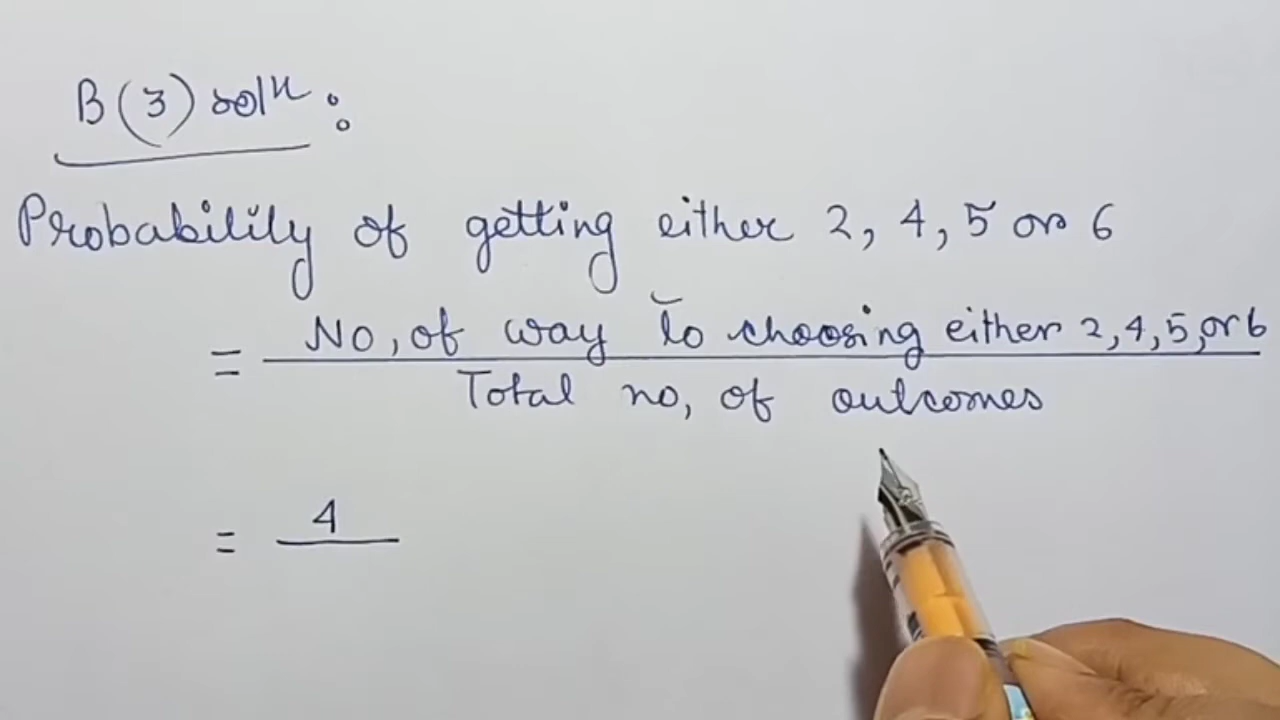 B (3) solⁿ :
Probability of getting either 2, 4, 5 or 6
= No, of way to choosing either 2, 4, 5, or 6
Total no, of outcomes
= 4